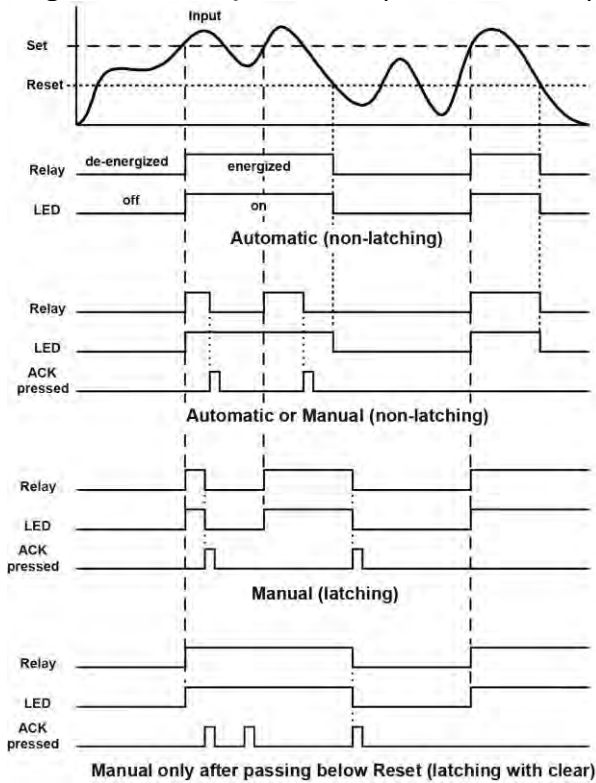 Input
Set
Reset
de-energized
energized
Relay
off
on
LED
Automatic (non-latching)
Relay
LED
ACK
pressed
Automatic or Manual (non-latching)
Relay
LED
ACK
pressed
Manual (latching)
Relay
LED
ACK
pressed
Manual only after passing below Reset (latching with clear)